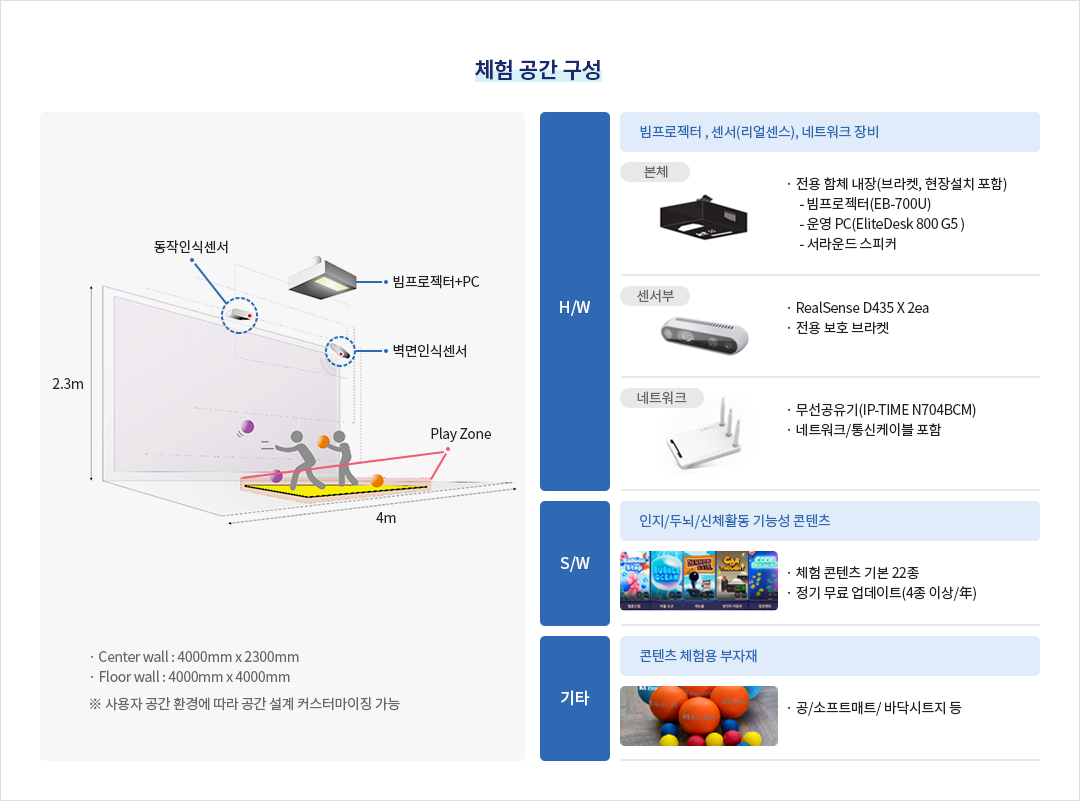 체험 공간 구성
동작인식센서
빔프로젝터+PC
벽면인식센서
2.3m
Play Zone
4m
· Center wall : 4000mm x 2300mm
· Floor wall : 4000mm x 4000mm
※ 사용자 공간 환경에 따라 공간 설계 커스터마이징 가능
H/W
빔프로젝터 , 센서(리얼센스), 네트워크 장비
본체
· 전용 함체 내장(브라켓, 현장설치 포함)
- 빔프로젝터(EB-700U)
- 운영 PC(EliteDesk 800 G5 )
- 서라운드 스피커
센서부
· RealSense D435 X 2ea
· 전용 보호 브라켓
네트워크
· 무선공유기(IP-TIME N704BCM)
· 네트워크/통신케이블 포함
S/W
인지/두뇌/신체활동 기능성 콘텐츠
BUBBLE
OCEAN
· 체험 콘텐츠 기본 22종
· 정기 무료 업데이트(4종 이상/年)
기타
콘텐츠 체험용 부자재
· 공/소프트매트/ 바닥시트지 등